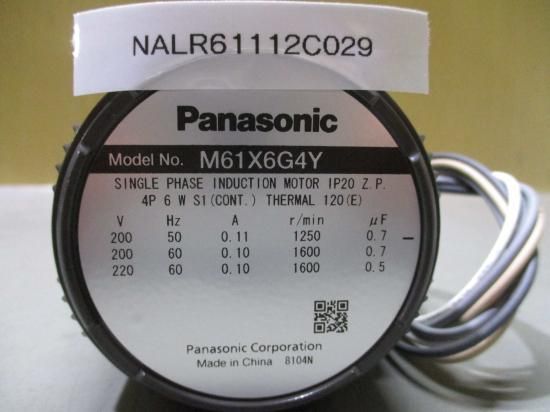 NALR61112C029
Panasonic
Model No. M61X6G4Y
SINGLE PHASE INDUCTION MOTOR IP20 Z.P.
4P 6 W S1(CONT.) THERMAL 120(E)
V Hz A r/min μF
200 50 0.11 1250 0.7
200 60 0.10 1600 0.7
220 60 0.10 1600 0.5
Panasonic Corporation
Made in China 8104N